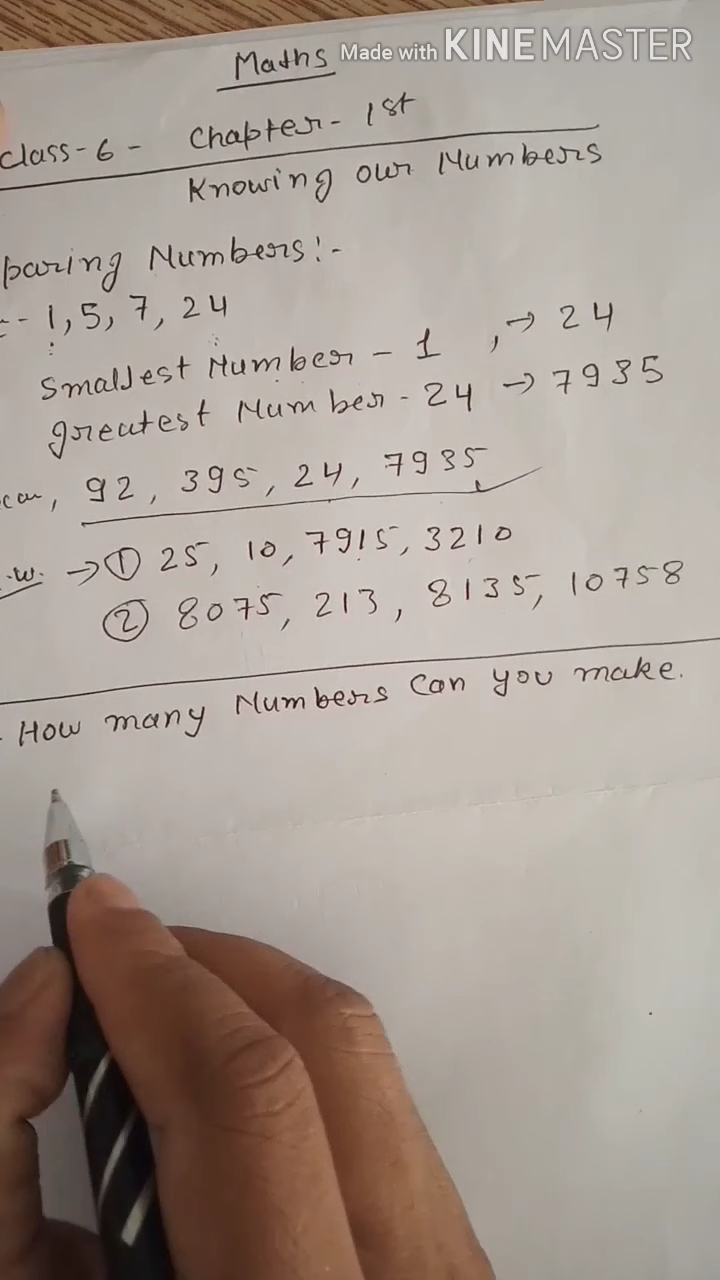 Maths
Made with KINEMASTER
Class-6- Chapter- 1st
Knowing our Numbers
paring Numbers:-
:- 1, 5, 7, 24
Smallest Number - 1 , → 24
greatest Number - 24 → 7935
92, 395, 24, 7935
.w. → ① 25, 10, 7915, 3210
② 8075, 213, 8135, 10758
How many Numbers can you make.